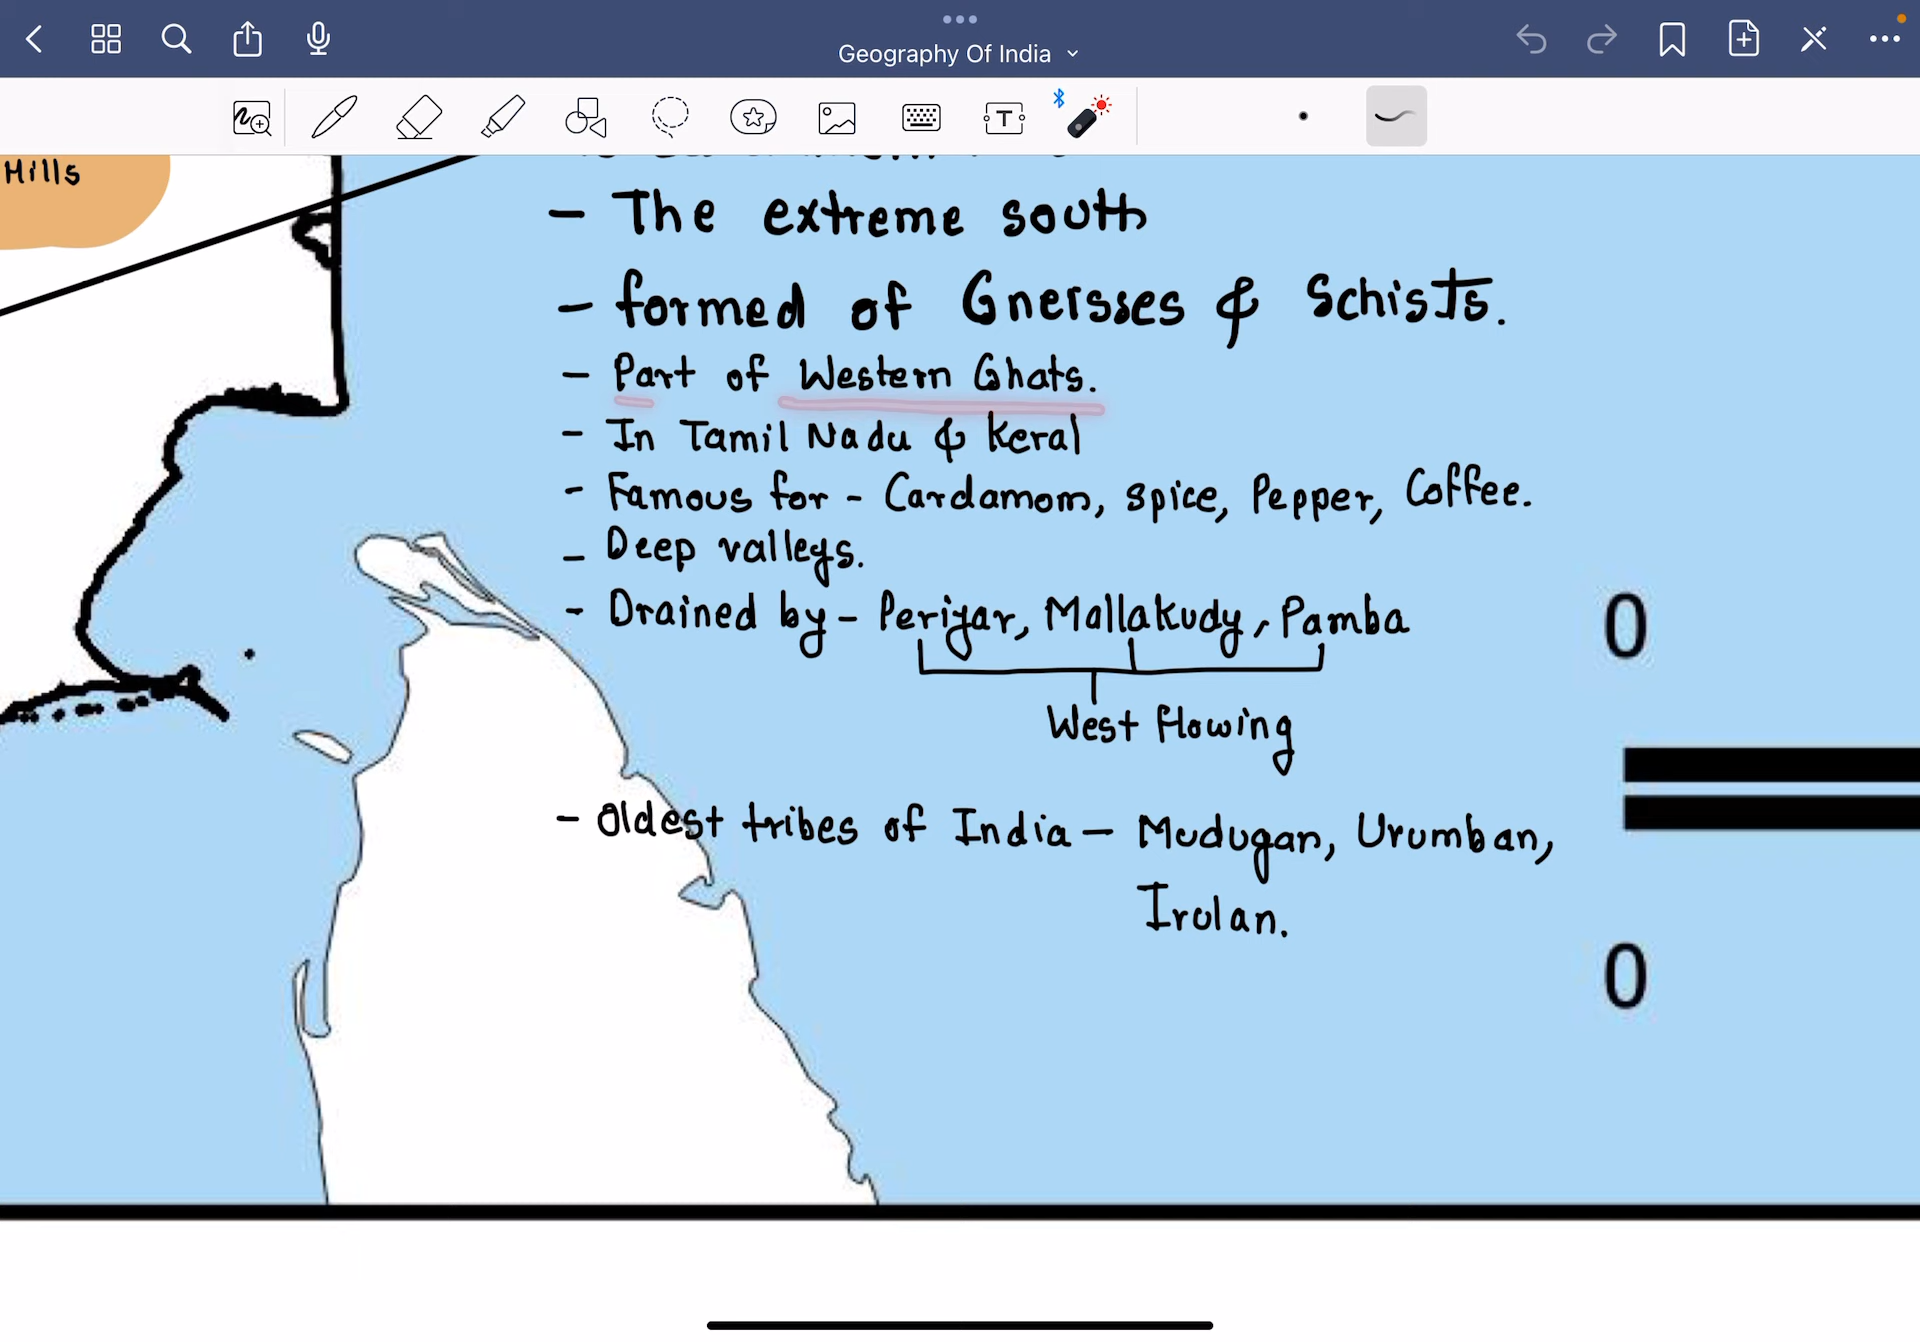 Geography Of India
Hills
- The extreme south
- formed of Gneisses & Schists.
- Part of Western Ghats.
- In Tamil Nadu & Keral
- Famous for - Cardamom, Spice, Pepper, Coffee.
- Deep valleys.
- Drained by - Periyar, Mallakudy, Pamba
0
West flowing
- Oldest tribes of India - Mudugan, Urumban,
Irulan.
0